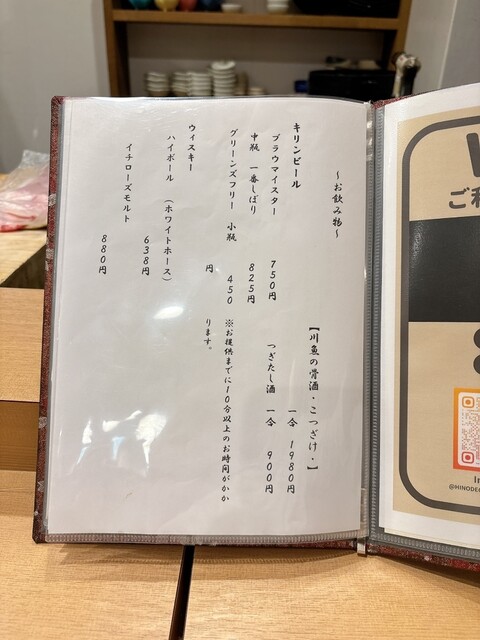 ～お飲み物～
キリンビール
ブラウマイスター 750円
中瓶 一番しぼり 825円
グリーンズフリー 小瓶 450
円
ウィスキー
ハイボール (ホワイトホース) 638円
イチローズモルト 880円
【川魚の骨酒・こつざけ・】
一合 1980円
つぎたし酒 一合 900円
※お提供までに10分以上のお時間がかか
ります。
ご利
In